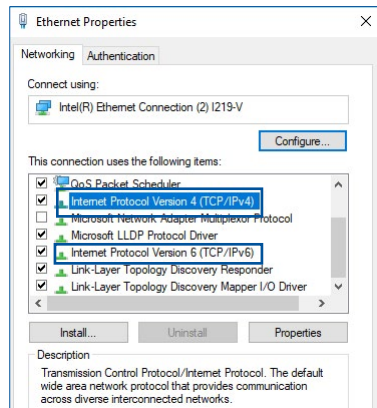 Ethernet Properties
Networking Authentication
Connect using:
Intel(R) Ethernet Connection (2) I219-V
Configure...
This connection uses the following items:
QoS Packet Scheduler
Internet Protocol Version 4 (TCP/IPv4)
Microsoft Network Adapter Multiplexor Protocol
Microsoft LLDP Protocol Driver
Internet Protocol Version 6 (TCP/IPv6)
Link-Layer Topology Discovery Responder
Link-Layer Topology Discovery Mapper I/O Driver
Install... Uninstall Properties
Description
Transmission Control Protocol/Internet Protocol. The default
wide area network protocol that provides communication
across diverse interconnected networks.